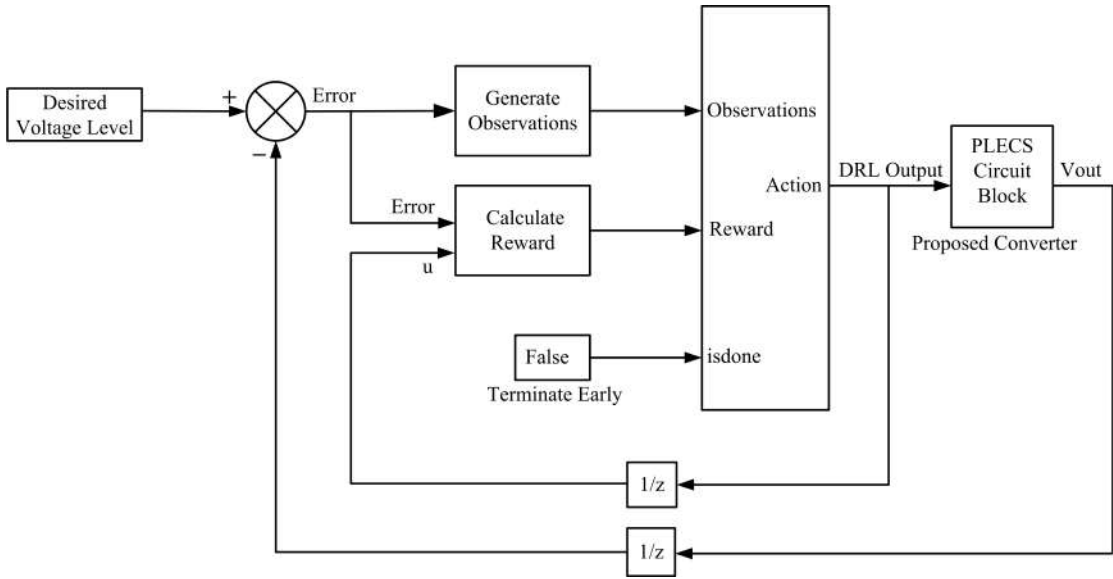 Desired
Voltage Level
+
−
Error
Generate
Observations
Error
u
Calculate
Reward
False
Terminate Early
Observations
Action
Reward
isdone
DRL Output
PLECS
Circuit
Block
Proposed Converter
Vout
1/z
1/z